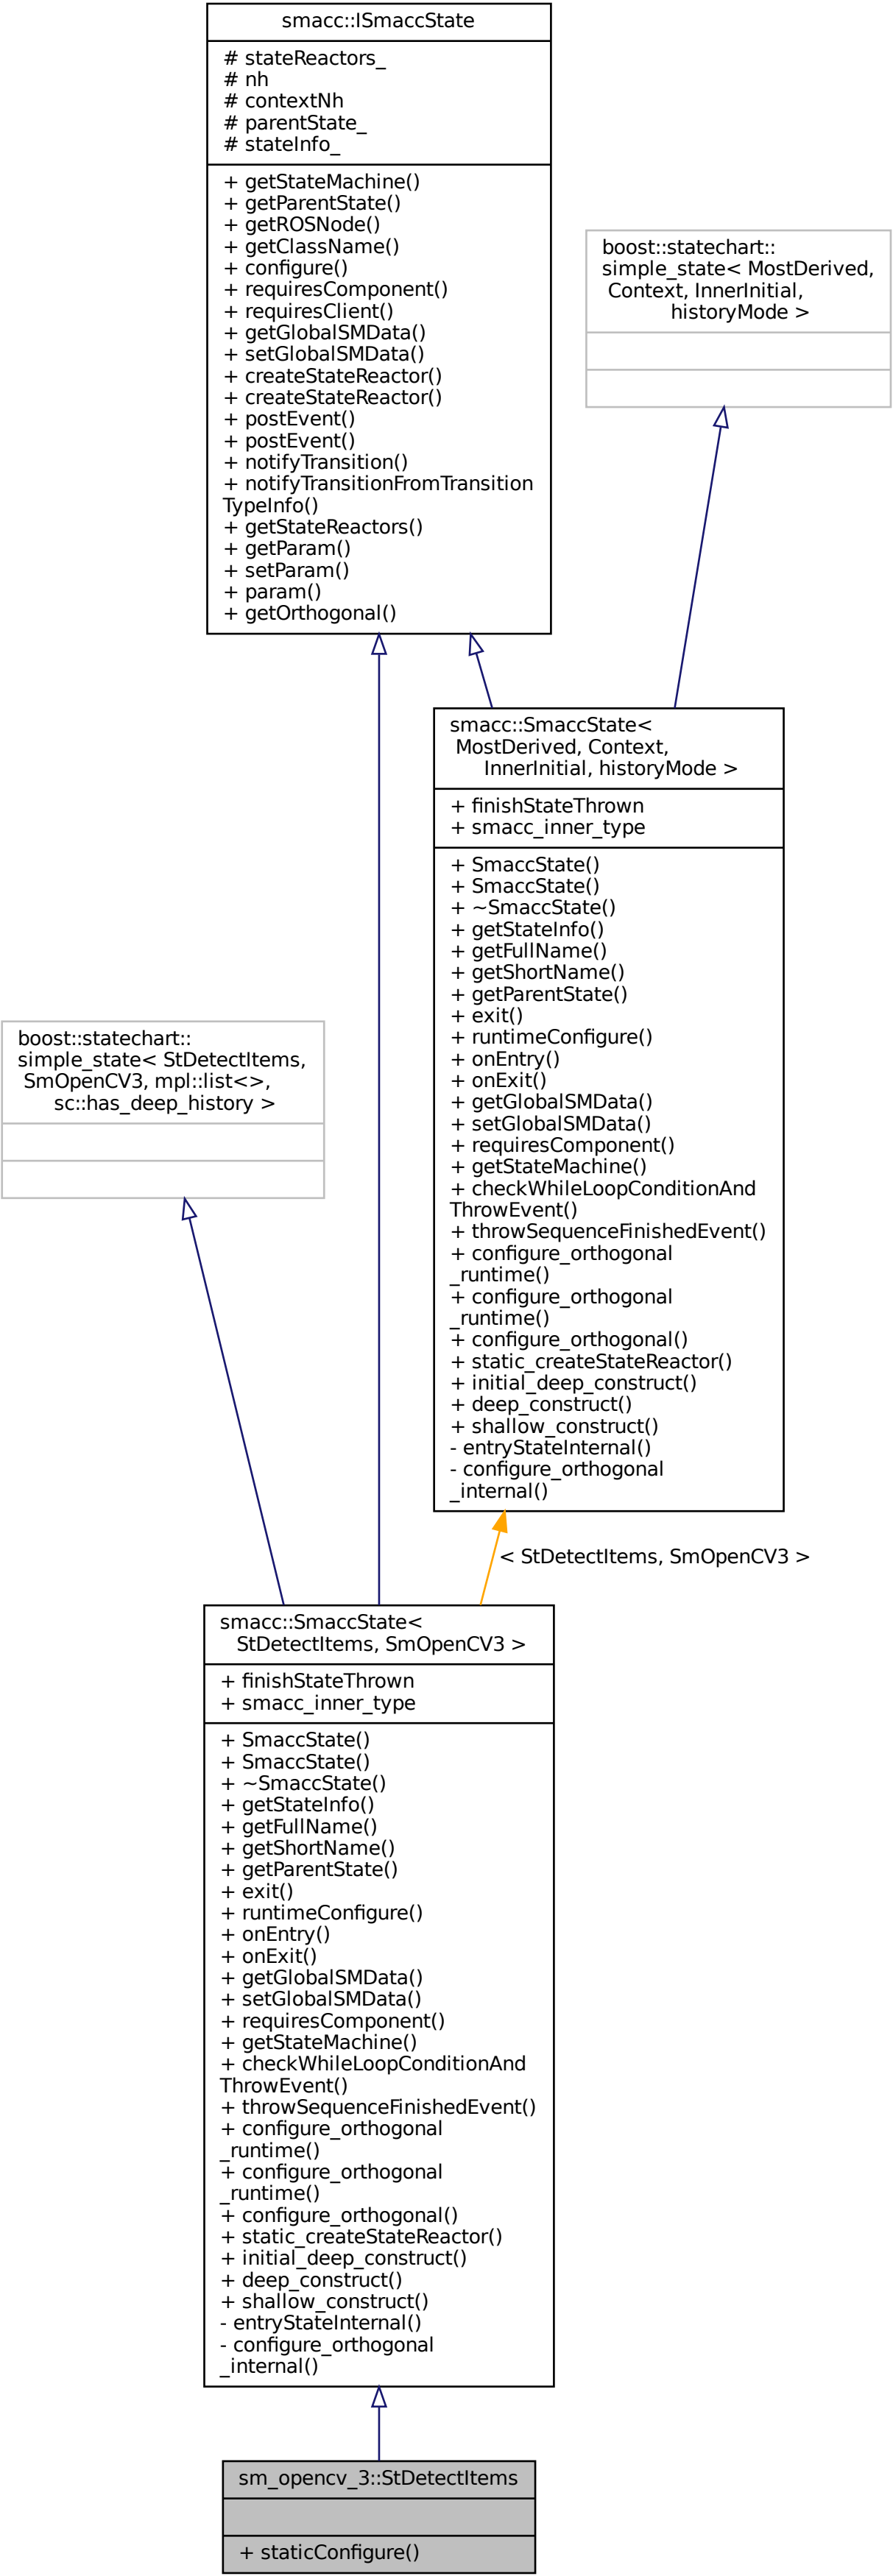 smacc::ISmaccState
# stateReactors_
# nh
# contextNh
# parentState_
# stateInfo_
+ getStateMachine()
+ getParentState()
+ getROSNode()
+ getClassName()
+ configure()
+ requiresComponent()
+ requiresClient()
+ getGlobalSMData()
+ setGlobalSMData()
+ createStateReactor()
+ createStateReactor()
+ postEvent()
+ postEvent()
+ notifyTransition()
+ notifyTransitionFromTransition
TypeInfo()
+ getStateReactors()
+ getParam()
+ setParam()
+ param()
+ getOrthogonal()
boost::statechart::
simple_state< MostDerived,
Context, InnerInitial,
historyMode >
smacc::SmaccState<
MostDerived, Context,
InnerInitial, historyMode >
+ finishStateThrown
+ smacc_inner_type
+ SmaccState()
+ SmaccState()
+ ~SmaccState()
+ getStateInfo()
+ getFullName()
+ getShortName()
+ getParentState()
+ exit()
+ runtimeConfigure()
+ onEntry()
+ onExit()
+ getGlobalSMData()
+ setGlobalSMData()
+ requiresComponent()
+ getStateMachine()
+ checkWhileLoopConditionAnd
ThrowEvent()
+ throwSequenceFinishedEvent()
+ configure_orthogonal
_runtime()
+ configure_orthogonal
_runtime()
+ configure_orthogonal()
+ static_createStateReactor()
+ initial_deep_construct()
+ deep_construct()
+ shallow_construct()
- entryStateInternal()
- configure_orthogonal
_internal()
boost::statechart::
simple_state< StDetectItems,
SmOpenCV3, mpl::list<>,
sc::has_deep_history >
< StDetectItems, SmOpenCV3 >
smacc::SmaccState<
StDetectItems, SmOpenCV3 >
+ finishStateThrown
+ smacc_inner_type
+ SmaccState()
+ SmaccState()
+ ~SmaccState()
+ getStateInfo()
+ getFullName()
+ getShortName()
+ getParentState()
+ exit()
+ runtimeConfigure()
+ onEntry()
+ onExit()
+ getGlobalSMData()
+ setGlobalSMData()
+ requiresComponent()
+ getStateMachine()
+ checkWhileLoopConditionAnd
ThrowEvent()
+ throwSequenceFinishedEvent()
+ configure_orthogonal
_runtime()
+ configure_orthogonal
_runtime()
+ configure_orthogonal()
+ static_createStateReactor()
+ initial_deep_construct()
+ deep_construct()
+ shallow_construct()
- entryStateInternal()
- configure_orthogonal
_internal()
sm_opencv_3::StDetectItems
+ staticConfigure()